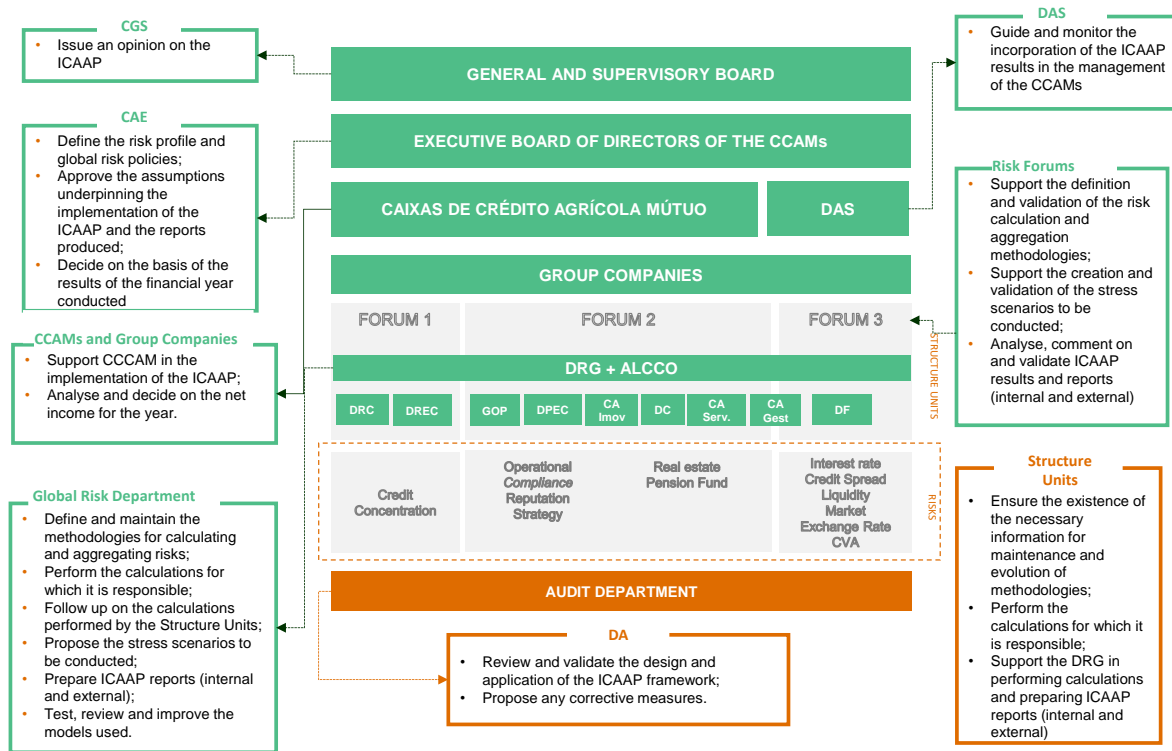 CGS
• Issue an opinion on the
ICAAP
CAE
• Define the risk profile and
global risk policies;
• Approve the assumptions
underpinning the
implementation of the
ICAAP and the reports
produced;
• Decide on the basis of the
results of the financial year
conducted
CCAMs and Group Companies
• Support CCCAM in the
implementation of the ICAAP;
• Analyse and decide on the net
income for the year.
Global Risk Department
• Define and maintain the
methodologies for calculating
and aggregating risks;
• Perform the calculations for
which it is responsible;
• Follow up on the calculations
performed by the Structure Units;
• Propose the stress scenarios to
be conducted;
• Prepare ICAAP reports (internal
and external);
• Test, review and improve the
models used.
GENERAL AND SUPERVISORY BOARD
EXECUTIVE BOARD OF DIRECTORS OF THE CCAMs
CAIXAS DE CRÉDITO AGRÍCOLA MÚTUO
DAS
GROUP COMPANIES
FORUM 1
FORUM 2
FORUM 3
DRG + ALCCO
DRC
DREC
GOP
DPEC
CA
Imov
DC
CA
Serv.
CA
Gest
DF
STRUCTURE UNITS
Credit
Concentration
Operational
Compliance
Reputation
Strategy
Real estate
Pension Fund
Interest rate
Credit Spread
Liquidity
Market
Exchange Rate
CVA
RISKS
AUDIT DEPARTMENT
DA
• Review and validate the design and
application of the ICAAP framework;
• Propose any corrective measures.
DAS
• Guide and monitor the
incorporation of the ICAAP
results in the management
of the CCAMs
Risk Forums
• Support the definition
and validation of the risk
calculation and
aggregation
methodologies;
• Support the creation and
validation of the stress
scenarios to be
conducted;
• Analyse, comment on
and validate ICAAP
results and reports
(internal and external)
Structure
Units
• Ensure the existence of
the necessary
information for
maintenance and
evolution of
methodologies;
• Perform the
calculations for which it
is responsible;
• Support the DRG in
performing calculations
and preparing ICAAP
reports (internal and
external)